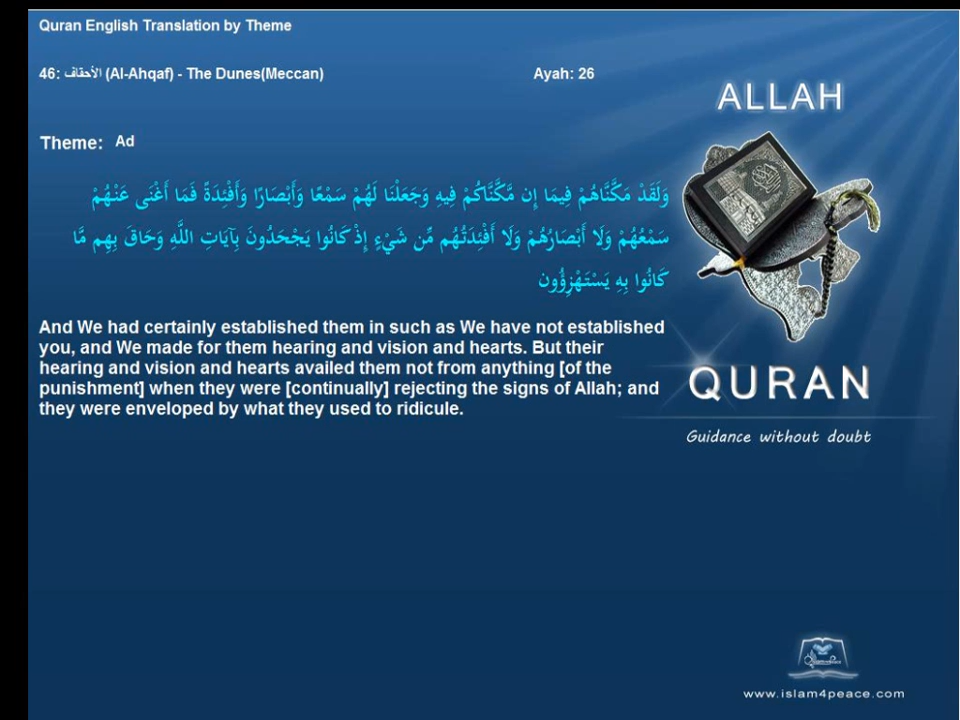 Quran English Translation by Theme
46: الأحقاف (Al-Ahqaf) - The Dunes(Meccan) Ayah: 26
Theme: Ad
وَلَقَدْ مَكَّنَّاهُمْ فِيمَا إِن مَّكَّنَّاكُمْ فِيهِ وَجَعَلْنَا لَهُمْ سَمْعًا وَأَبْصَارًا وَأَفْئِدَةً فَمَا أَغْنَى عَنْهُمْ
سَمْعُهُمْ وَلَا أَبْصَارُهُمْ وَلَا أَفْئِدَتُهُم مِّن شَيْءٍ إِذْ كَانُوا يَجْحَدُونَ بِآيَاتِ اللَّهِ وَحَاقَ بِهِم مَّا
كَانُوا بِهِ يَسْتَهْزِؤُون
And We had certainly established them in such as We have not established
you, and We made for them hearing and vision and hearts. But their
hearing and vision and hearts availed them not from anything [of the
punishment] when they were [continually] rejecting the signs of Allah; and
they were enveloped by what they used to ridicule.
ALLAH
QURAN
Guidance without doubt
www.islam4peace.com